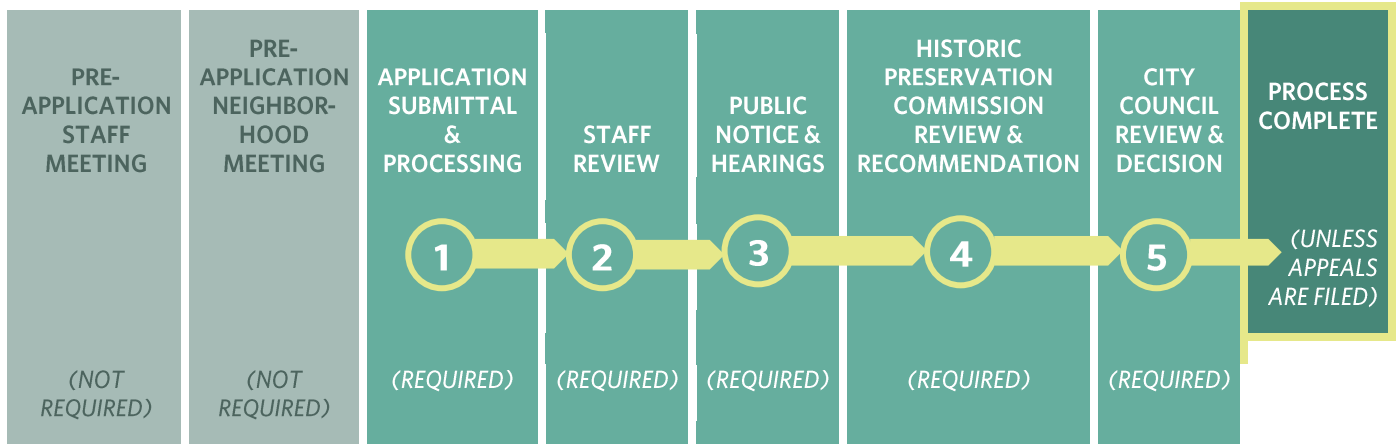 PRE-
APPLICATION
STAFF
MEETING
(NOT
REQUIRED)
PRE-
APPLICATION
NEIGHBOR-
HOOD
MEETING
(NOT
REQUIRED)
APPLICATION
SUBMITTAL
&
PROCESSING
1
(REQUIRED)
STAFF
REVIEW
2
(REQUIRED)
PUBLIC
NOTICE &
HEARINGS
3
(REQUIRED)
HISTORIC
PRESERVATION
COMMISSION
REVIEW &
RECOMMENDATION
4
(REQUIRED)
CITY
COUNCIL
REVIEW &
DECISION
5
(REQUIRED)
PROCESS
COMPLETE
(UNLESS
APPEALS
ARE FILED)